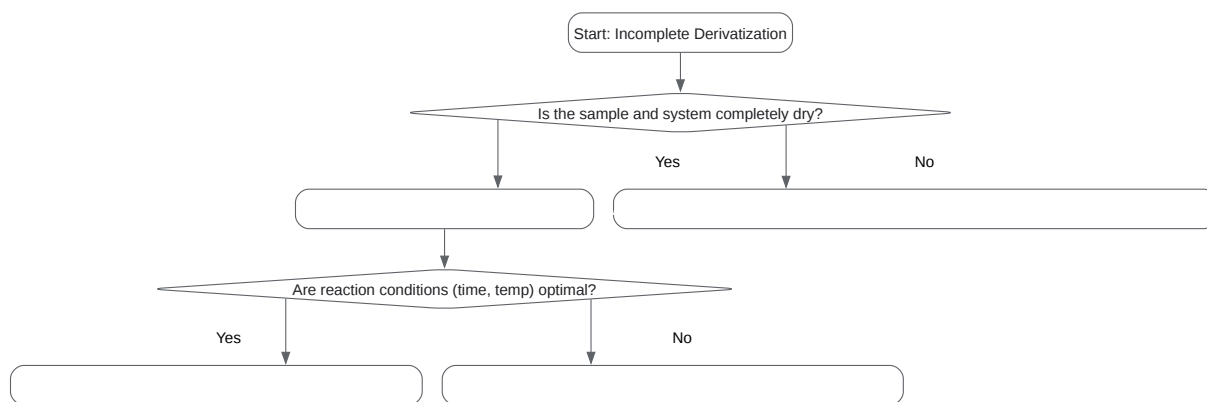 Start: Incomplete Derivatization
Is the sample and system completely dry?
Yes
No
Are reaction conditions (time, temp) optimal?
Yes
No